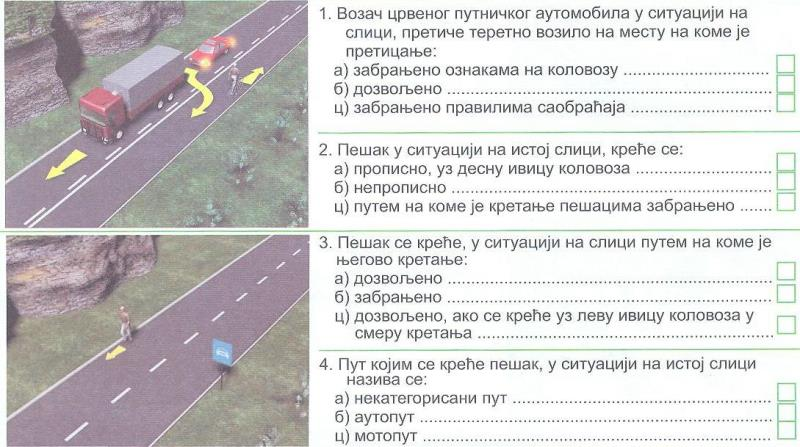 1. Возач црвеног путничког аутомобила у ситуацији на
слици, претиче теретно возило на месту на коме је
претицање:
а) забрањено ознакама на коловозу
б) дозвољено
ц) забрањено правилима саобраћаја
2. Пешак у ситуацији на истој слици, креће се:
а) прописно, уз десну ивицу коловоза
б) непрописно
ц) путем на коме је кретање пешацима забрањено
3. Пешак се креће, у ситуацији на слици путем на коме је
његово кретање:
а) дозвољено
б) забрањено
ц) дозвољено, ако се креће уз леву ивицу коловоза у
смеру кретања
4. Пут којим се креће пешак, у ситуацији на истој слици
назива се:
а) некатегорисани пут
б) аутопут
ц) мотопут